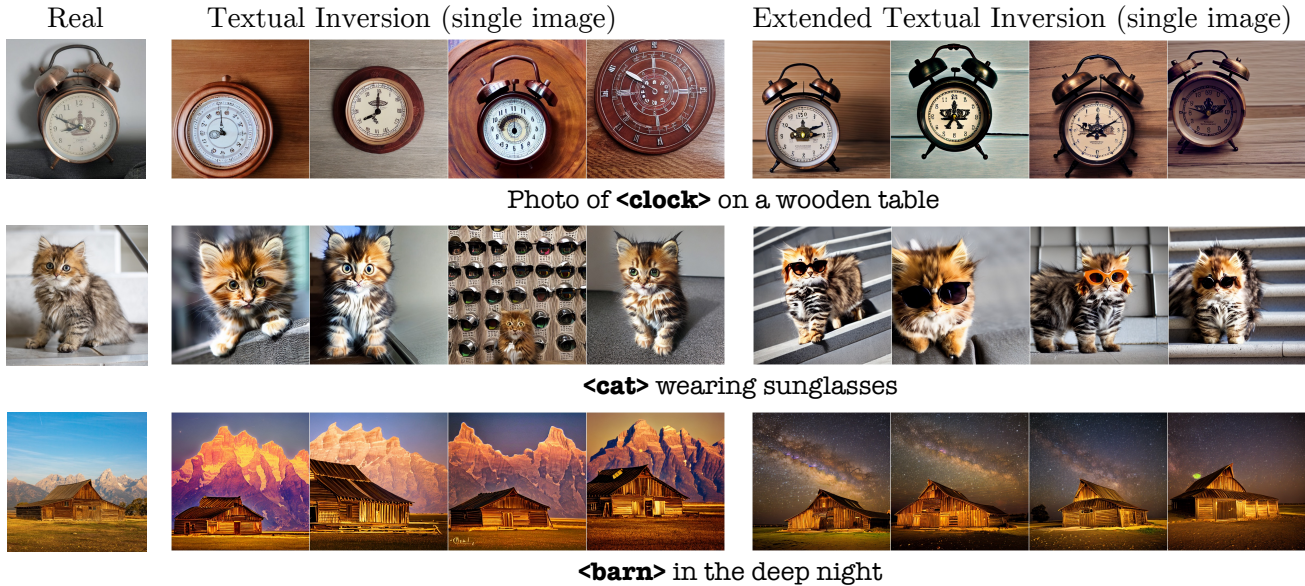 Real Textual Inversion (single image) Extended Textual Inversion (single image)
Photo of <clock> on a wooden table
<cat> wearing sunglasses
<barn> in the deep night